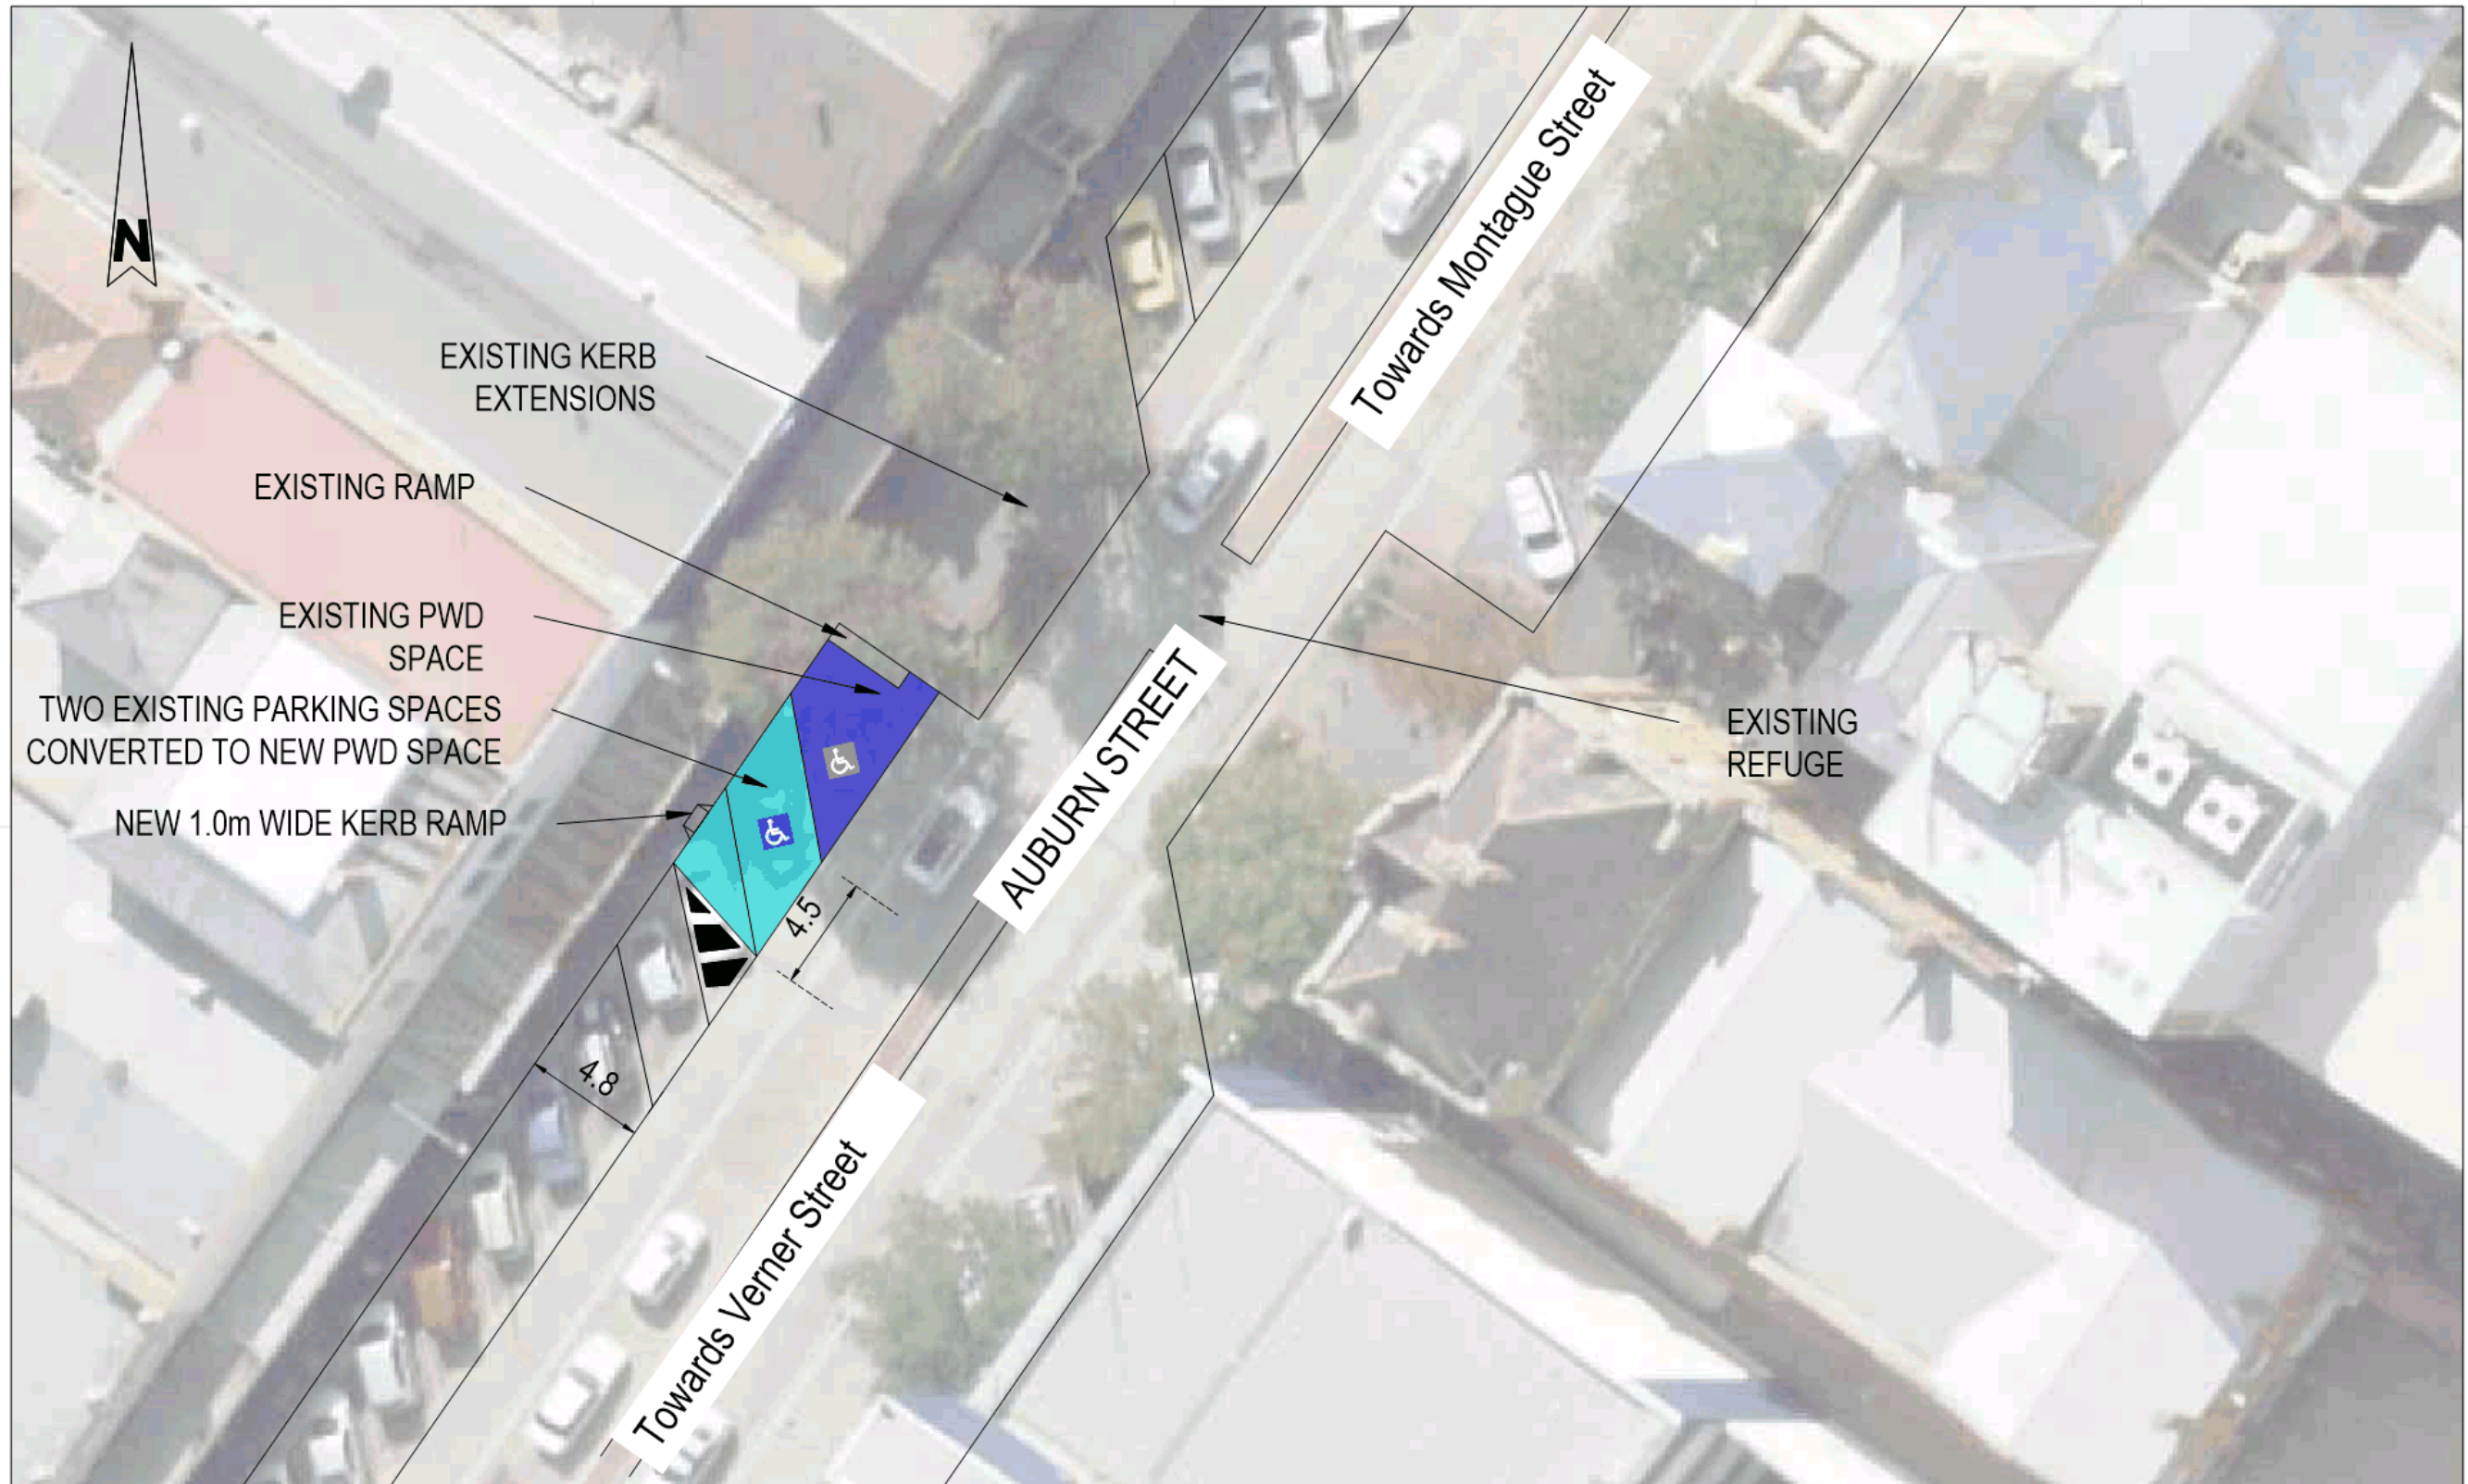 N
Towards Montague Street
EXISTING KERB
EXTENSIONS
EXISTING RAMP
EXISTING PWD
SPACE
TWO EXISTING PARKING SPACES
CONVERTED TO NEW PWD SPACE
NEW 1.0m WIDE KERB RAMP
AUBURN STREET
EXISTING
REFUGE
4.5
4.8
Towards Verner Street